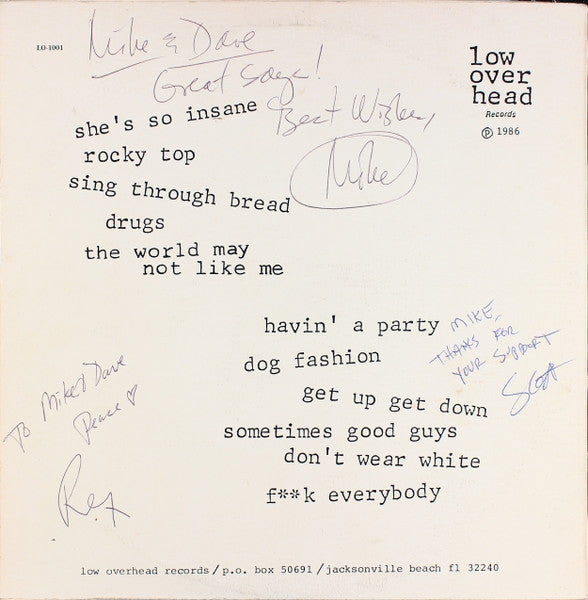 LO-1001
Mike & Dave
Great Songs!
Best Wishes,
Mike
low
over
head
Records
℗ 1986
she's so insane
rocky top
sing through bread
drugs
the world may
not like me
havin' a party
dog fashion
get up get down
sometimes good guys
don't wear white
f**k everybody
MIKE,
THANKS FOR
YOUR SUPPORT
Scott
To Mike & Dave
Peace ♡
Rex
low overhead records / p.o. box 50691 / jacksonville beach fl 32240